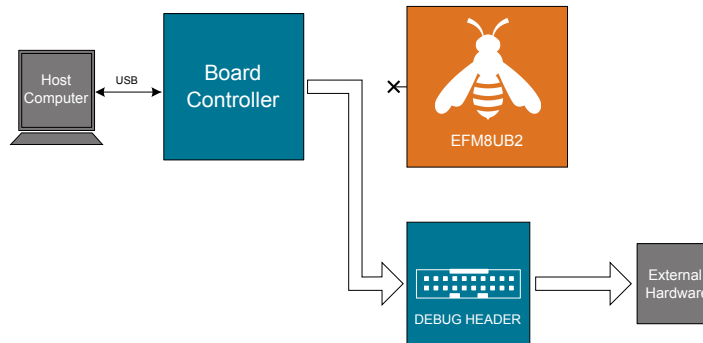 Host
Computer
USB
Board
Controller
EFM8UB2
DEBUG HEADER
External
Hardware